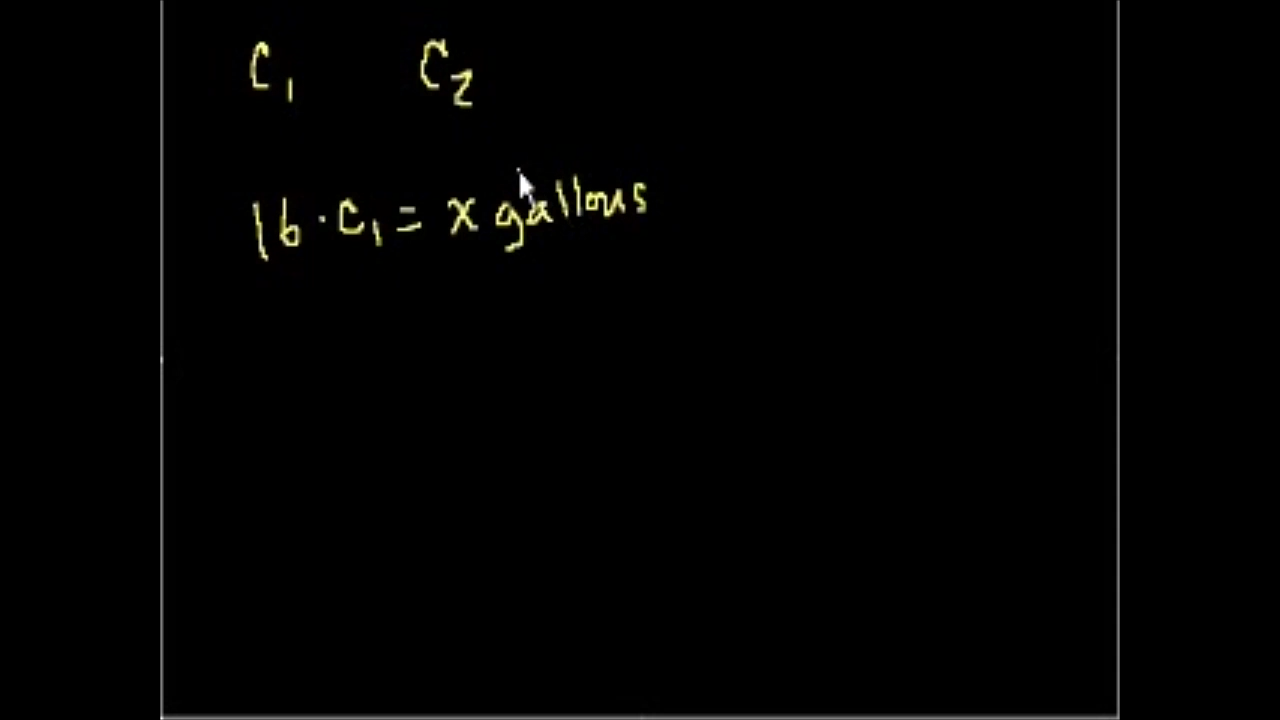 C₁ C₂
16 · C₁ = x gallons